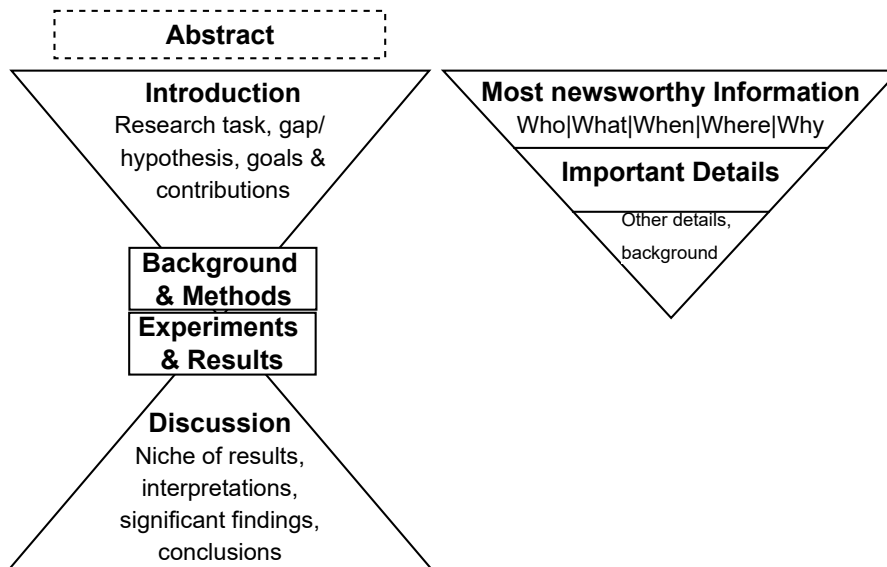 Abstract
Introduction
Research task, gap/
hypothesis, goals &
contributions
Background
& Methods
Experiments
& Results
Discussion
Niche of results,
interpretations,
significant findings,
conclusions
Most newsworthy Information
Who|What|When|Where|Why
Important Details
Other details,
background